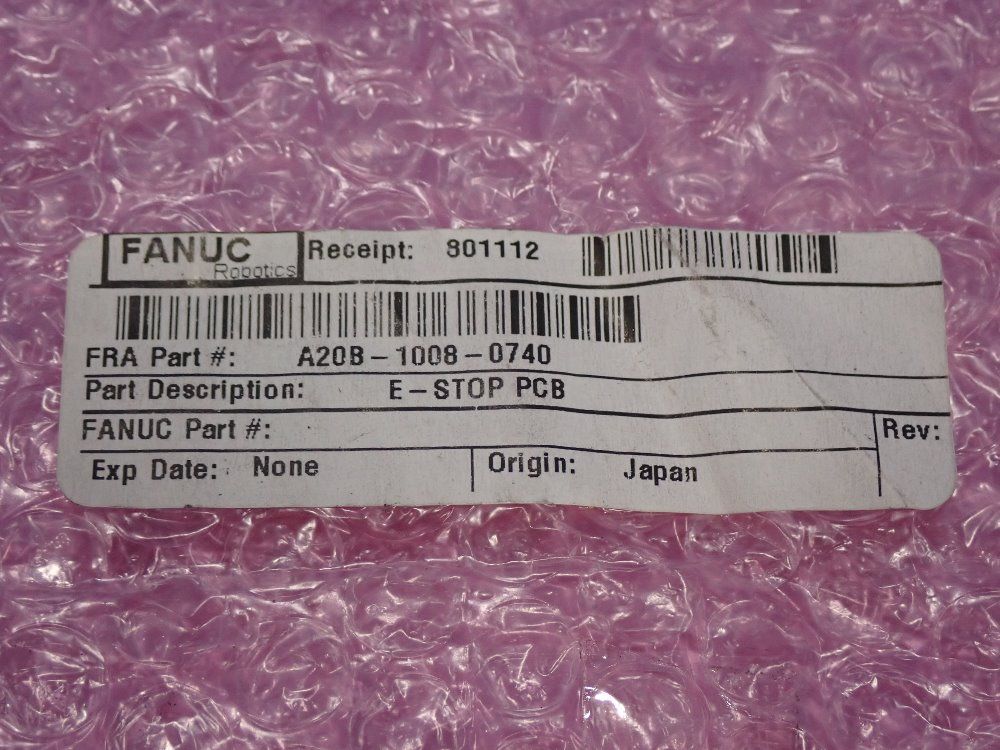 FANUC
Robotics
Receipt: 801112
FRA Part #: A20B-1008-0740
Part Description: E-STOP PCB
FANUC Part #:
Rev:
Exp Date: None
Origin: Japan